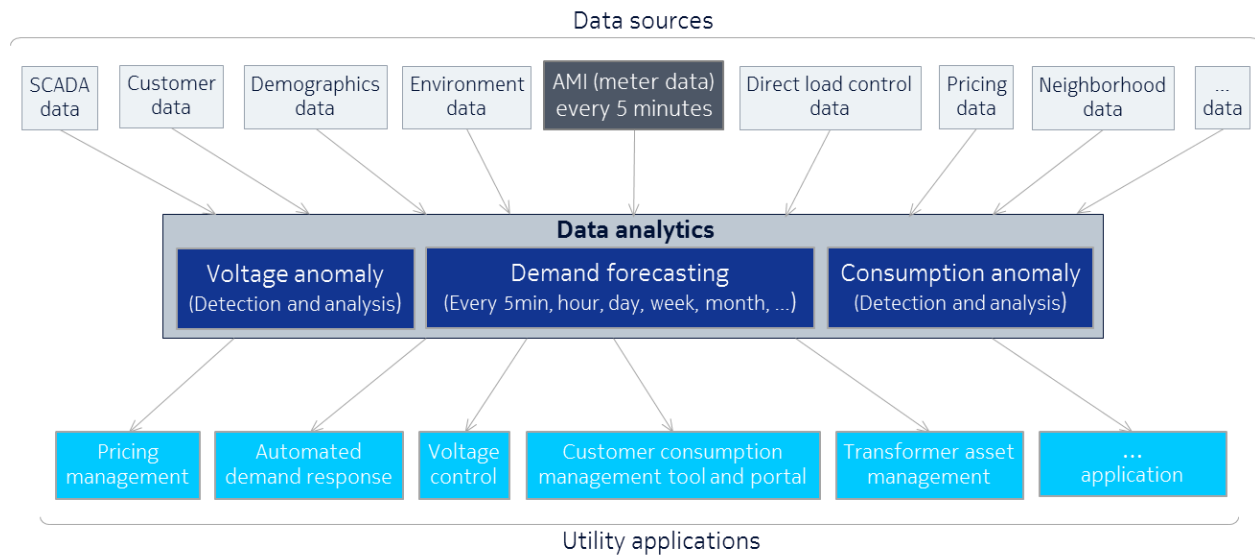 Data sources
SCADA
data
Customer
data
Demographics
data
Environment
data
AMI (meter data)
every 5 minutes
Direct load control
data
Pricing
data
Neighborhood
data
...
data
Data analytics
Voltage anomaly
(Detection and analysis)
Demand forecasting
(Every 5min, hour, day, week, month, ...)
Consumption anomaly
(Detection and analysis)
Pricing
management
Automated
demand response
Voltage
control
Customer consumption
management tool and portal
Transformer asset
management
...
application
Utility applications